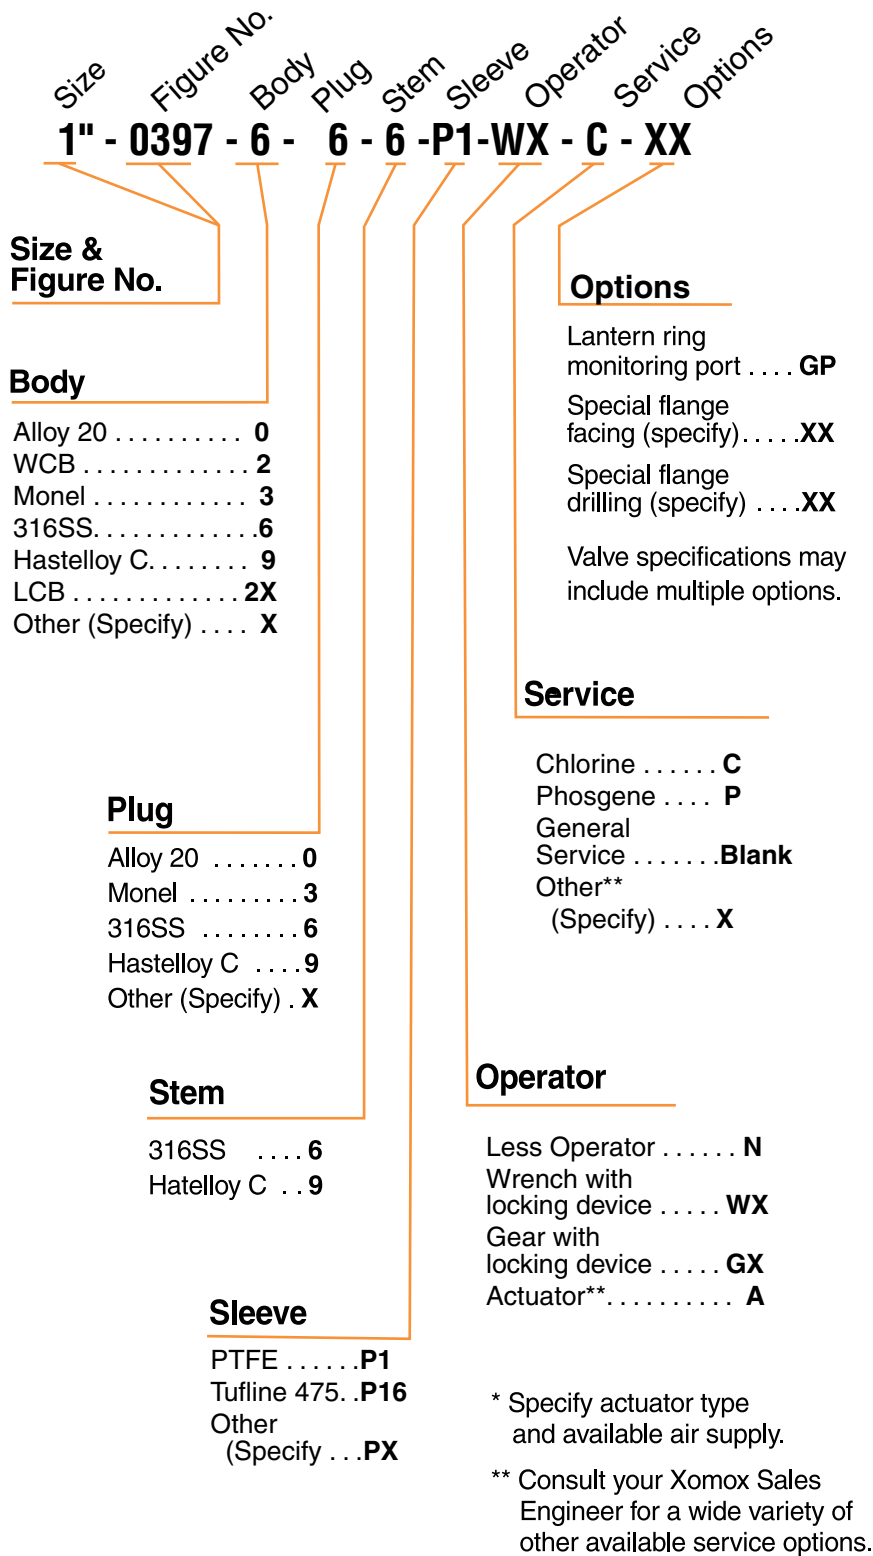 Size Figure No. Body Plug Stem Sleeve Operator Service Options
1" - 0397 - 6 - 6 - 6 -P1-WX - C - XX
Size &
Figure No.
Body
Alloy 20 . . . . . . . . . . 0
WCB . . . . . . . . . . . . . 2
Monel . . . . . . . . . . . . 3
316SS. . . . . . . . . . . . .6
Hastelloy C. . . . . . . . 9
LCB . . . . . . . . . . . . . 2X
Other (Specify) . . . . X
Plug
Alloy 20 . . . . . . . 0
Monel . . . . . . . . . 3
316SS . . . . . . . . 6
Hastelloy C . . . . 9
Other (Specify) . X
Stem
316SS . . . . 6
Hatelloy C . . 9
Sleeve
PTFE . . . . . .P1
Tufline 475. .P16
Other
(Specify . . .PX
Options
Lantern ring
monitoring port . . . . GP
Special flange
facing (specify). . . . .XX
Special flange
drilling (specify) . . . .XX
Valve specifications may
include multiple options.
Service
Chlorine . . . . . . C
Phosgene . . . . P
General
Service . . . . . . .Blank
Other**
(Specify) . . . . X
Operator
Less Operator . . . . . . N
Wrench with
locking device . . . . . WX
Gear with
locking device . . . . . GX
Actuator**. . . . . . . . . . A
* Specify actuator type
and available air supply.
** Consult your Xomox Sales
Engineer for a wide variety of
other available service options.